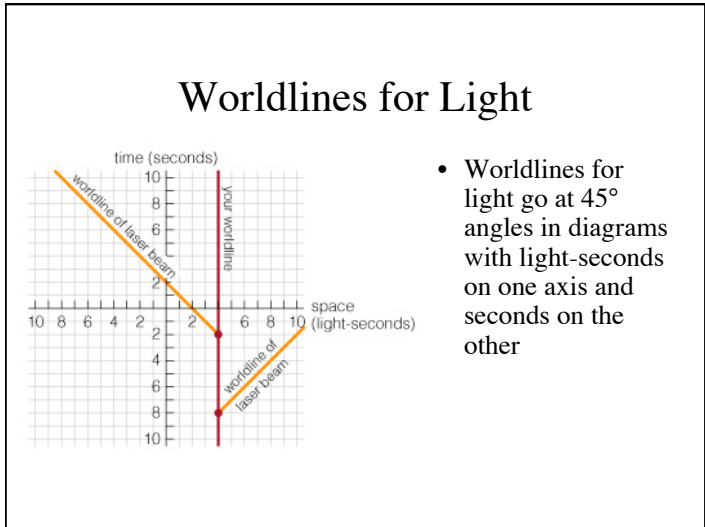 Worldlines for Light
time (seconds)
10
8
6
2
worldline of laser beam
your worldline
space
(light-seconds)
10 8 6 4 2 2 6 8 10
2
4
6
8
10
worldline of
laser beam
• Worldlines for
light go at 45°
angles in diagrams
with light-seconds
on one axis and
seconds on the
other